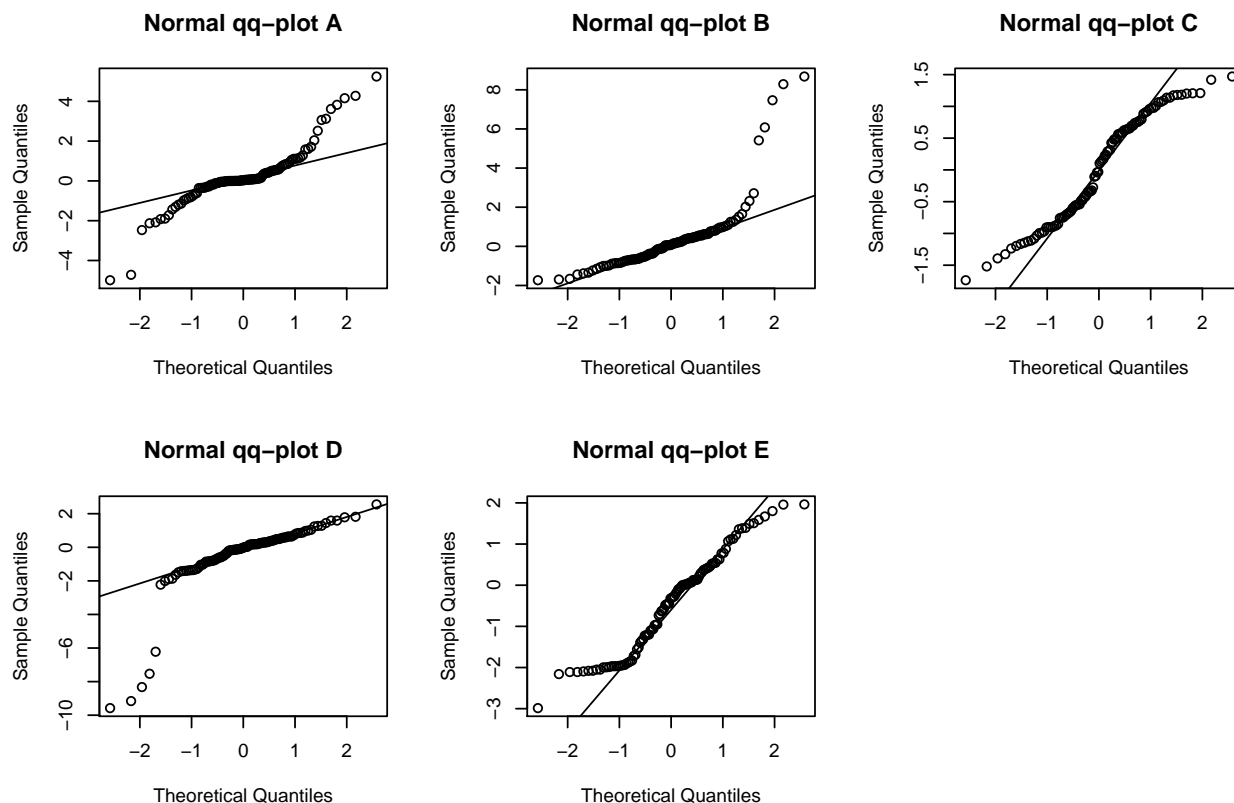 Normal qq−plot A
Sample Quantiles
−4 −2 0 2 4
−2 −1 0 1 2
Theoretical Quantiles
Normal qq−plot B
Sample Quantiles
−2 0 2 4 6 8
−2 −1 0 1 2
Theoretical Quantiles
Normal qq−plot C
Sample Quantiles
−1.5 −0.5 0.5 1.5
−2 −1 0 1 2
Theoretical Quantiles
Normal qq−plot D
Sample Quantiles
−10 −6 −2 0 2
−2 −1 0 1 2
Theoretical Quantiles
Normal qq−plot E
Sample Quantiles
−3 −2 −1 0 1 2
−2 −1 0 1 2
Theoretical Quantiles